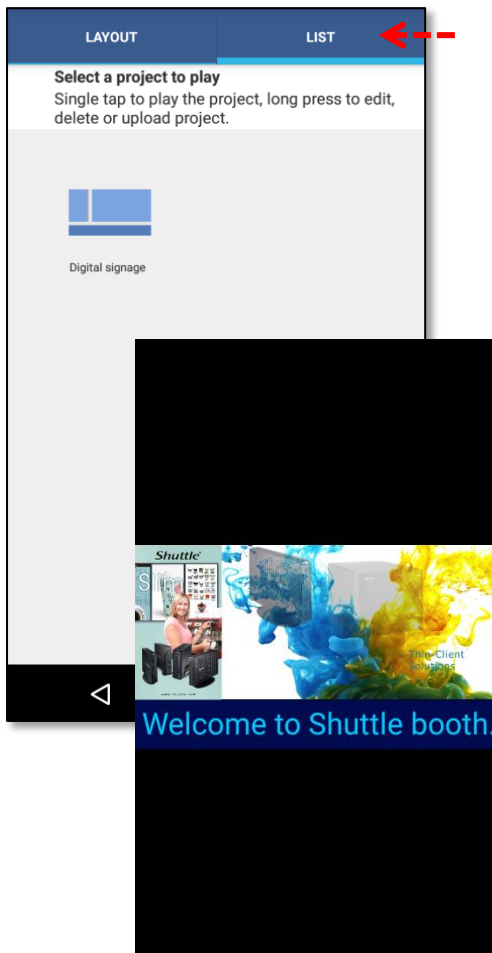 LAYOUT LIST
Select a project to play
Single tap to play the project, long press to edit,
delete or upload project.
Digital signage
Shuttle
Thin-Client
Solutions
Welcome to Shuttle booth.